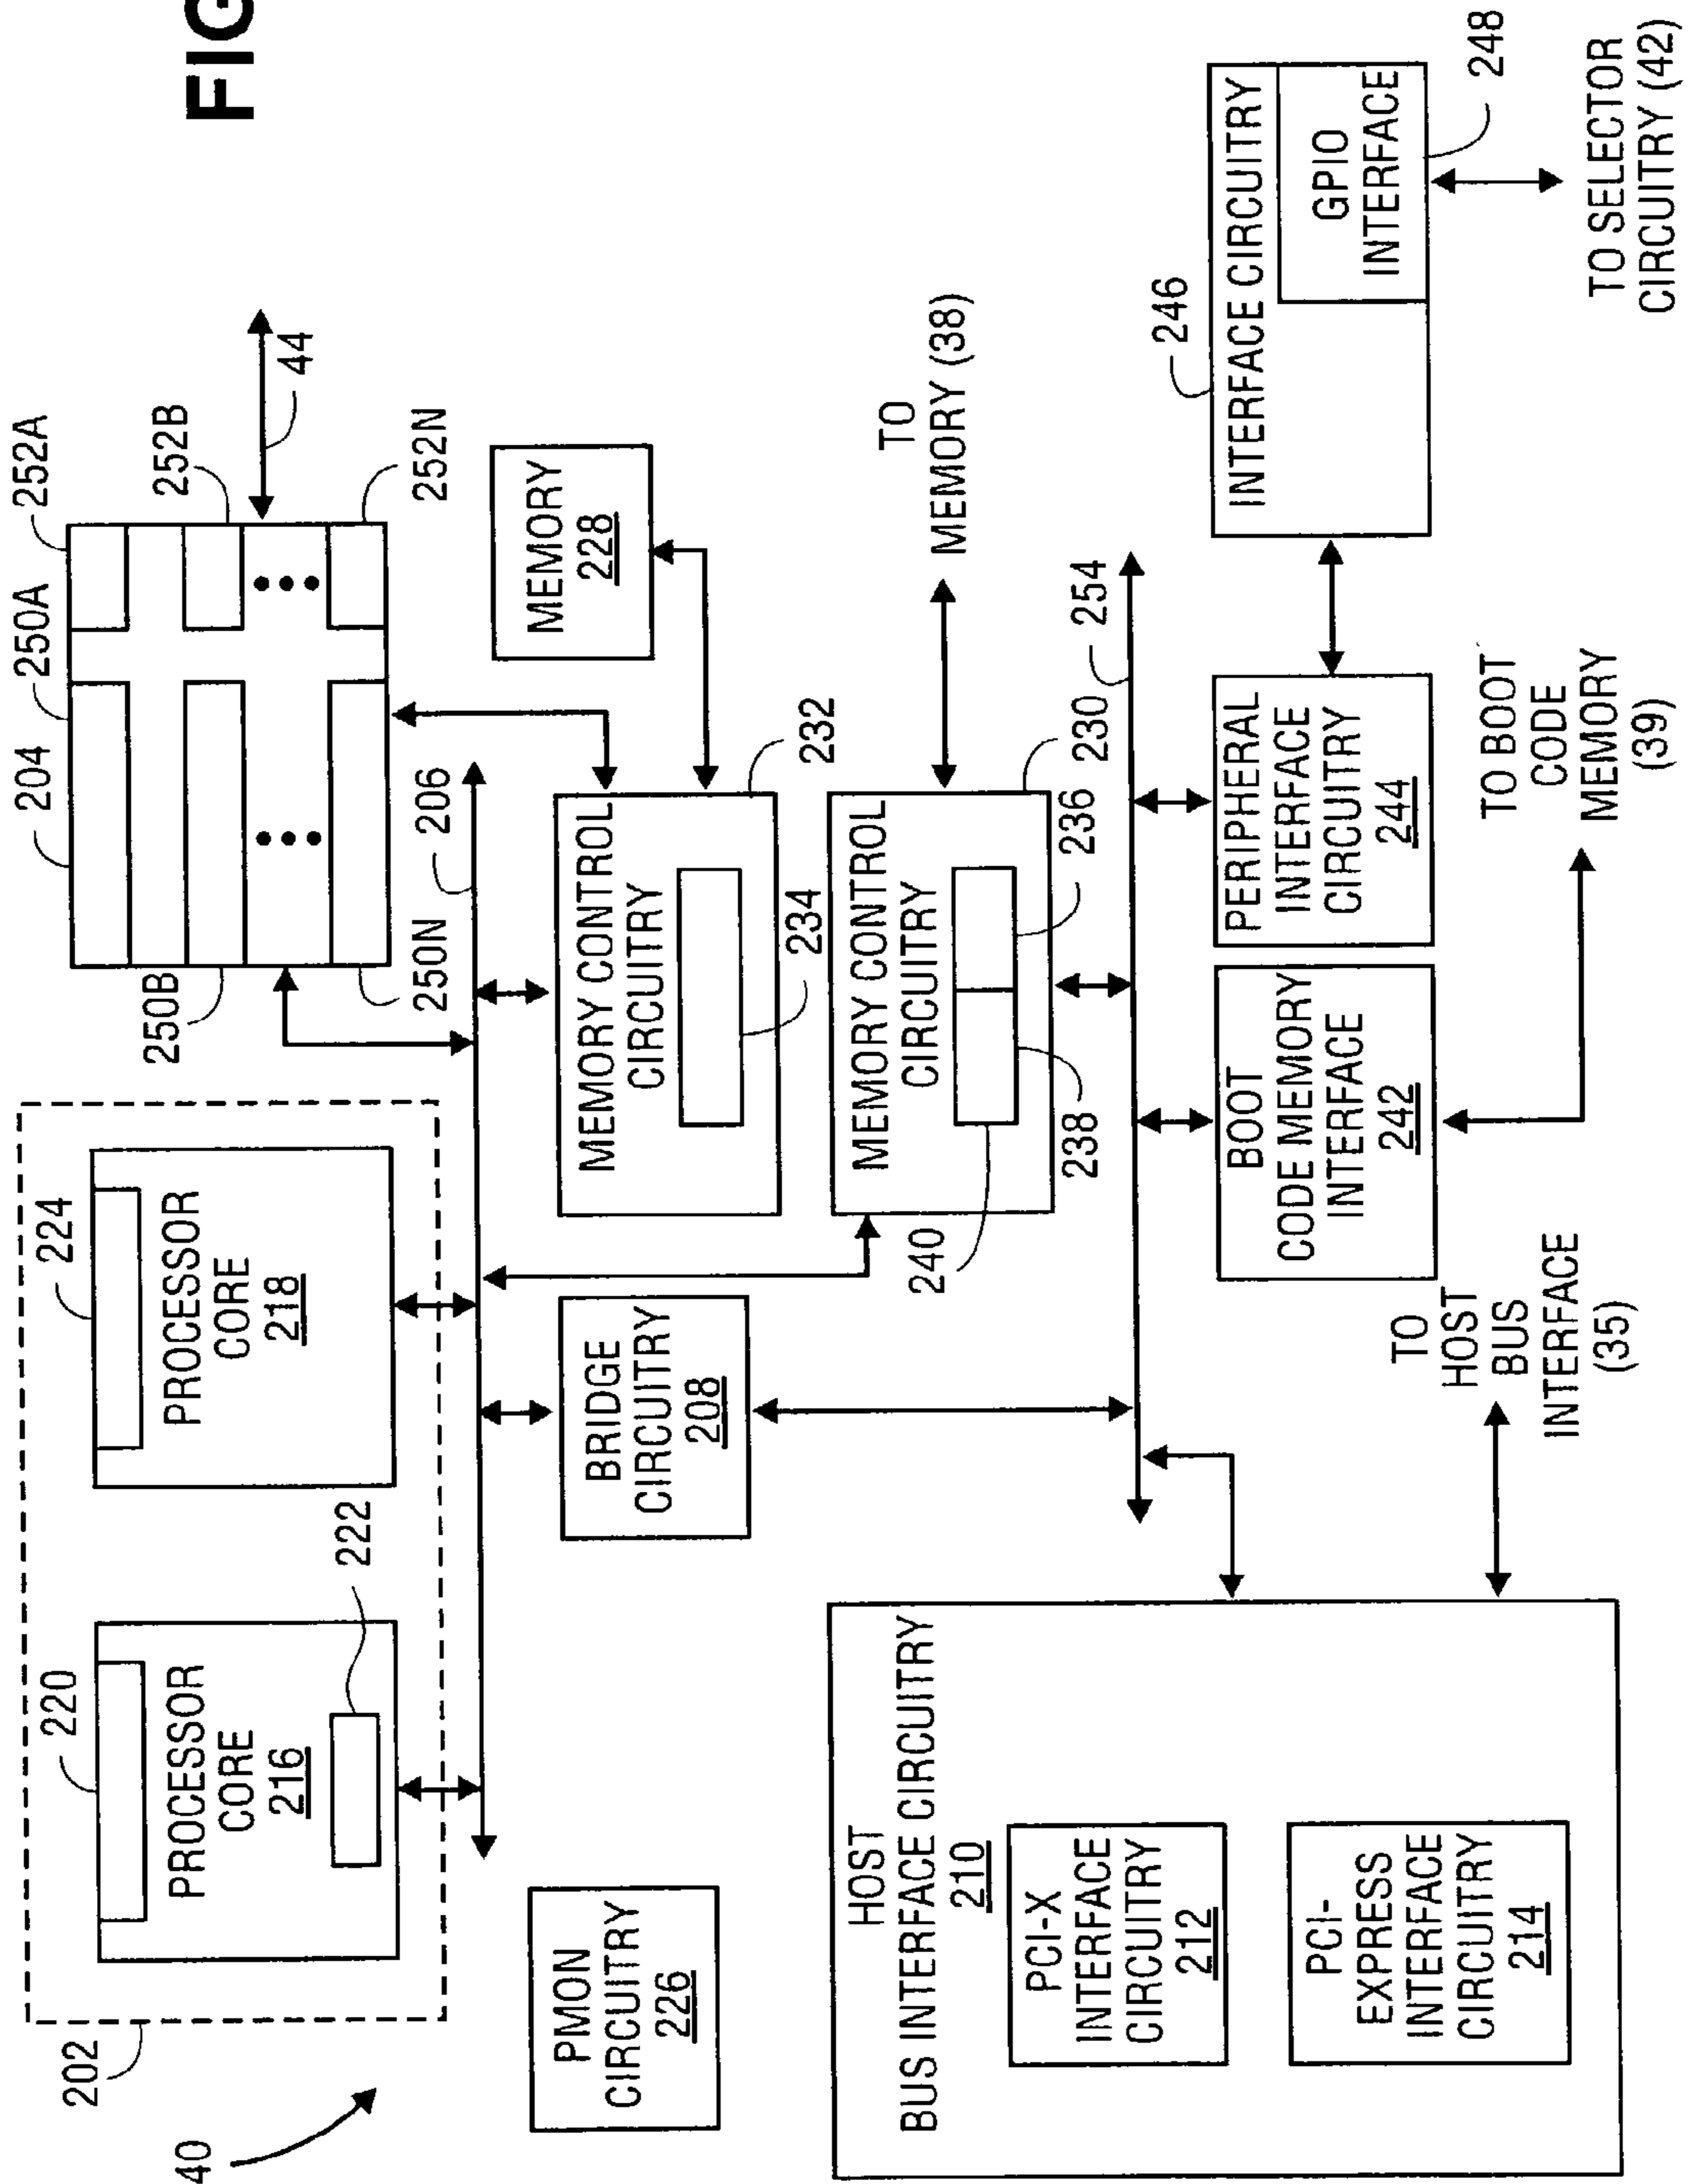 FIG
40
202
220
PROCESSOR
CORE
216
222
224
PROCESSOR
CORE
218
204
250A
252A
250B
252B
250N
252N
44
206
PMON
CIRCUITRY
226
BRIDGE
CIRCUITRY
208
MEMORY CONTROL
CIRCUITRY
234
232
MEMORY
228
MEMORY CONTROL
CIRCUITRY
240
238
236
230
TO
MEMORY (38)
254
HOST
BUS INTERFACE CIRCUITRY
210
PCI-X
INTERFACE
CIRCUITRY
212
PCI-
EXPRESS
INTERFACE
CIRCUITRY
214
TO
HOST
BUS
INTERFACE
(35)
BOOT
CODE MEMORY
INTERFACE
242
TO BOOT
CODE
MEMORY
(39)
PERIPHERAL
INTERFACE
CIRCUITRY
244
246
INTERFACE CIRCUITRY
GPIO
INTERFACE
248
TO SELECTOR
CIRCUITRY (42)